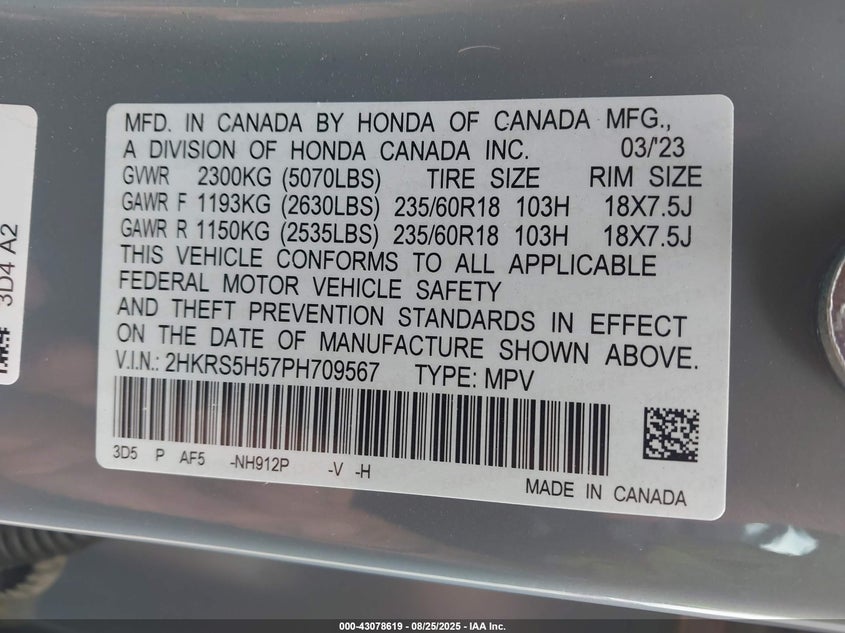 MFD. IN CANADA BY HONDA OF CANADA MFG.,
A DIVISION OF HONDA CANADA INC. 03/'23
GVWR 2300KG (5070LBS) TIRE SIZE RIM SIZE
GAWR F 1193KG (2630LBS) 235/60R18 103H 18X7.5J
GAWR R 1150KG (2535LBS) 235/60R18 103H 18X7.5J
THIS VEHICLE CONFORMS TO ALL APPLICABLE
FEDERAL MOTOR VEHICLE SAFETY
AND THEFT PREVENTION STANDARDS IN EFFECT
ON THE DATE OF MANUFACTURE SHOWN ABOVE.
V.I.N.: 2HKRS5H57PH709567 TYPE: MPV
3D5 P AF5 -NH912P -V -H
MADE IN CANADA
3D4 A2
000-43078619 - 08/25/2025 - IAA Inc.